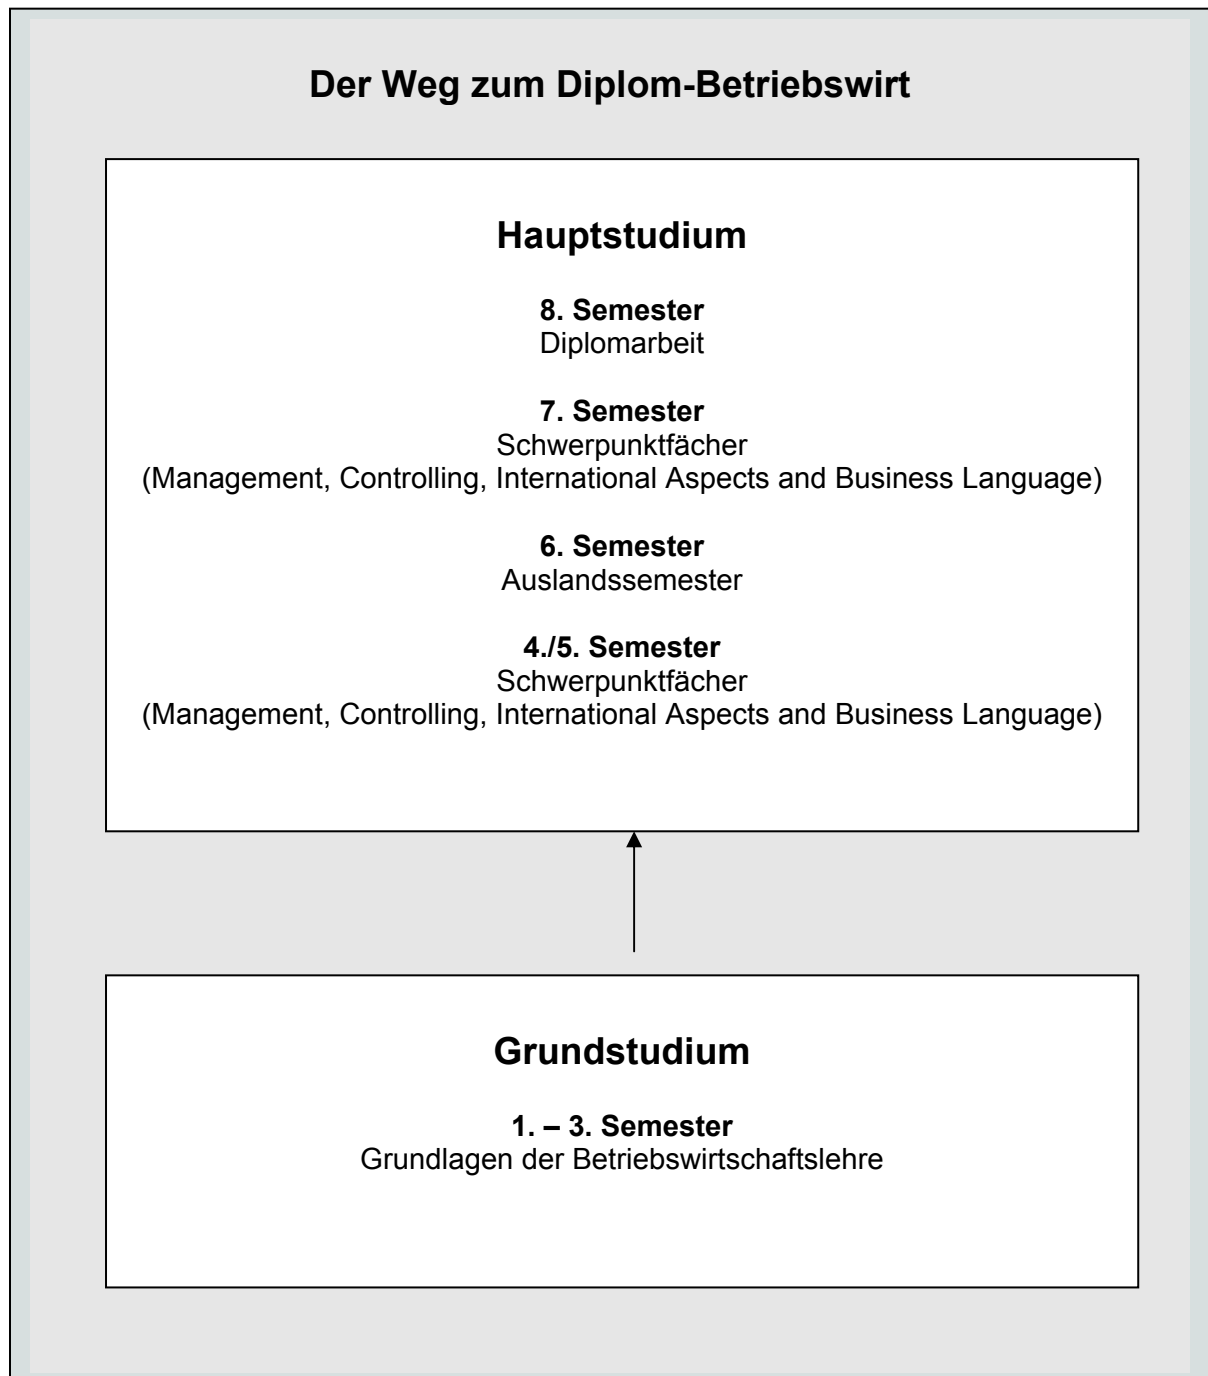 Der Weg zum Diplom-Betriebswirt
Hauptstudium
8. Semester
Diplomarbeit
7. Semester
Schwerpunktfächer
(Management, Controlling, International Aspects and Business Language)
6. Semester
Auslandssemester
4./5. Semester
Schwerpunktfächer
(Management, Controlling, International Aspects and Business Language)
Grundstudium
1. – 3. Semester
Grundlagen der Betriebswirtschaftslehre